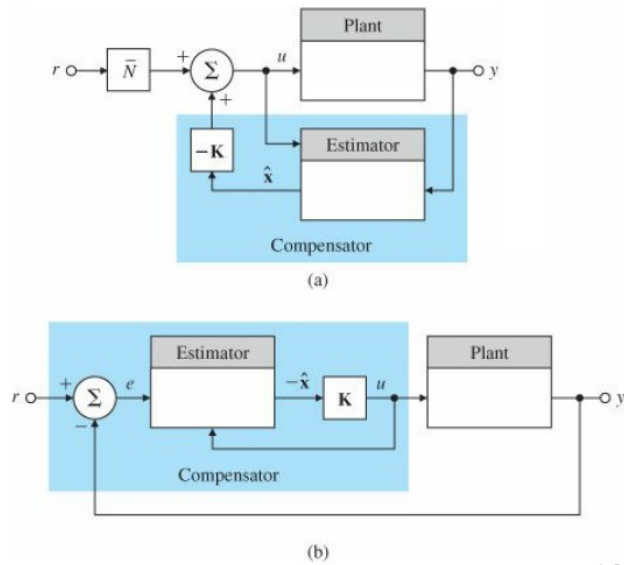 Plant
r
N̄
+
Σ
+
u
y
−K
Estimator
x̂
Compensator
(a)
Estimator
Plant
r
+
Σ
−
e
−x̂
K
u
y
Compensator
(b)